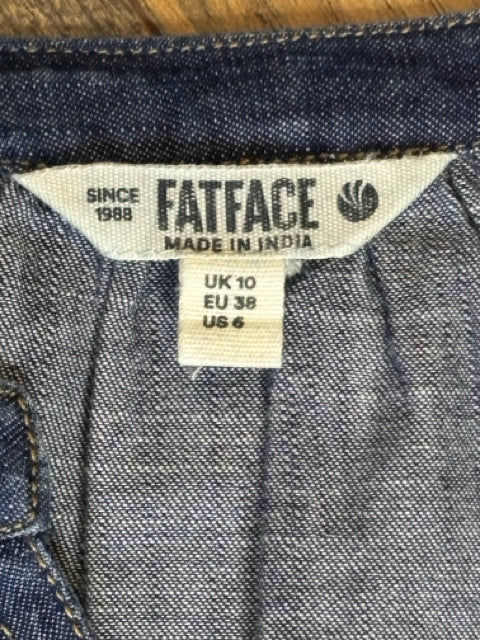 SINCE
1988
FATFACE
MADE IN INDIA
UK 10
EU 38
US 6